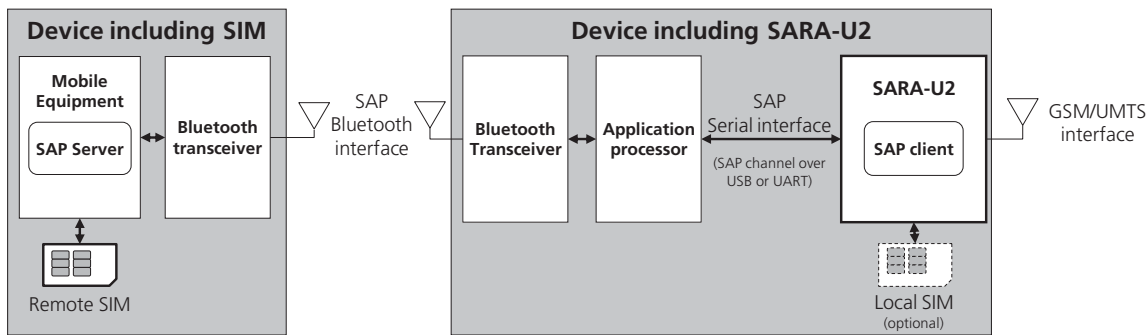 Device including SIM
Mobile
Equipment
SAP Server
Bluetooth
transceiver
Remote SIM
SAP
Bluetooth
interface
Device including SARA-U2
Bluetooth
Transceiver
Application
processor
SAP
Serial interface
(SAP channel over
USB or UART)
SARA-U2
SAP client
Local SIM
(optional)
GSM/UMTS
interface